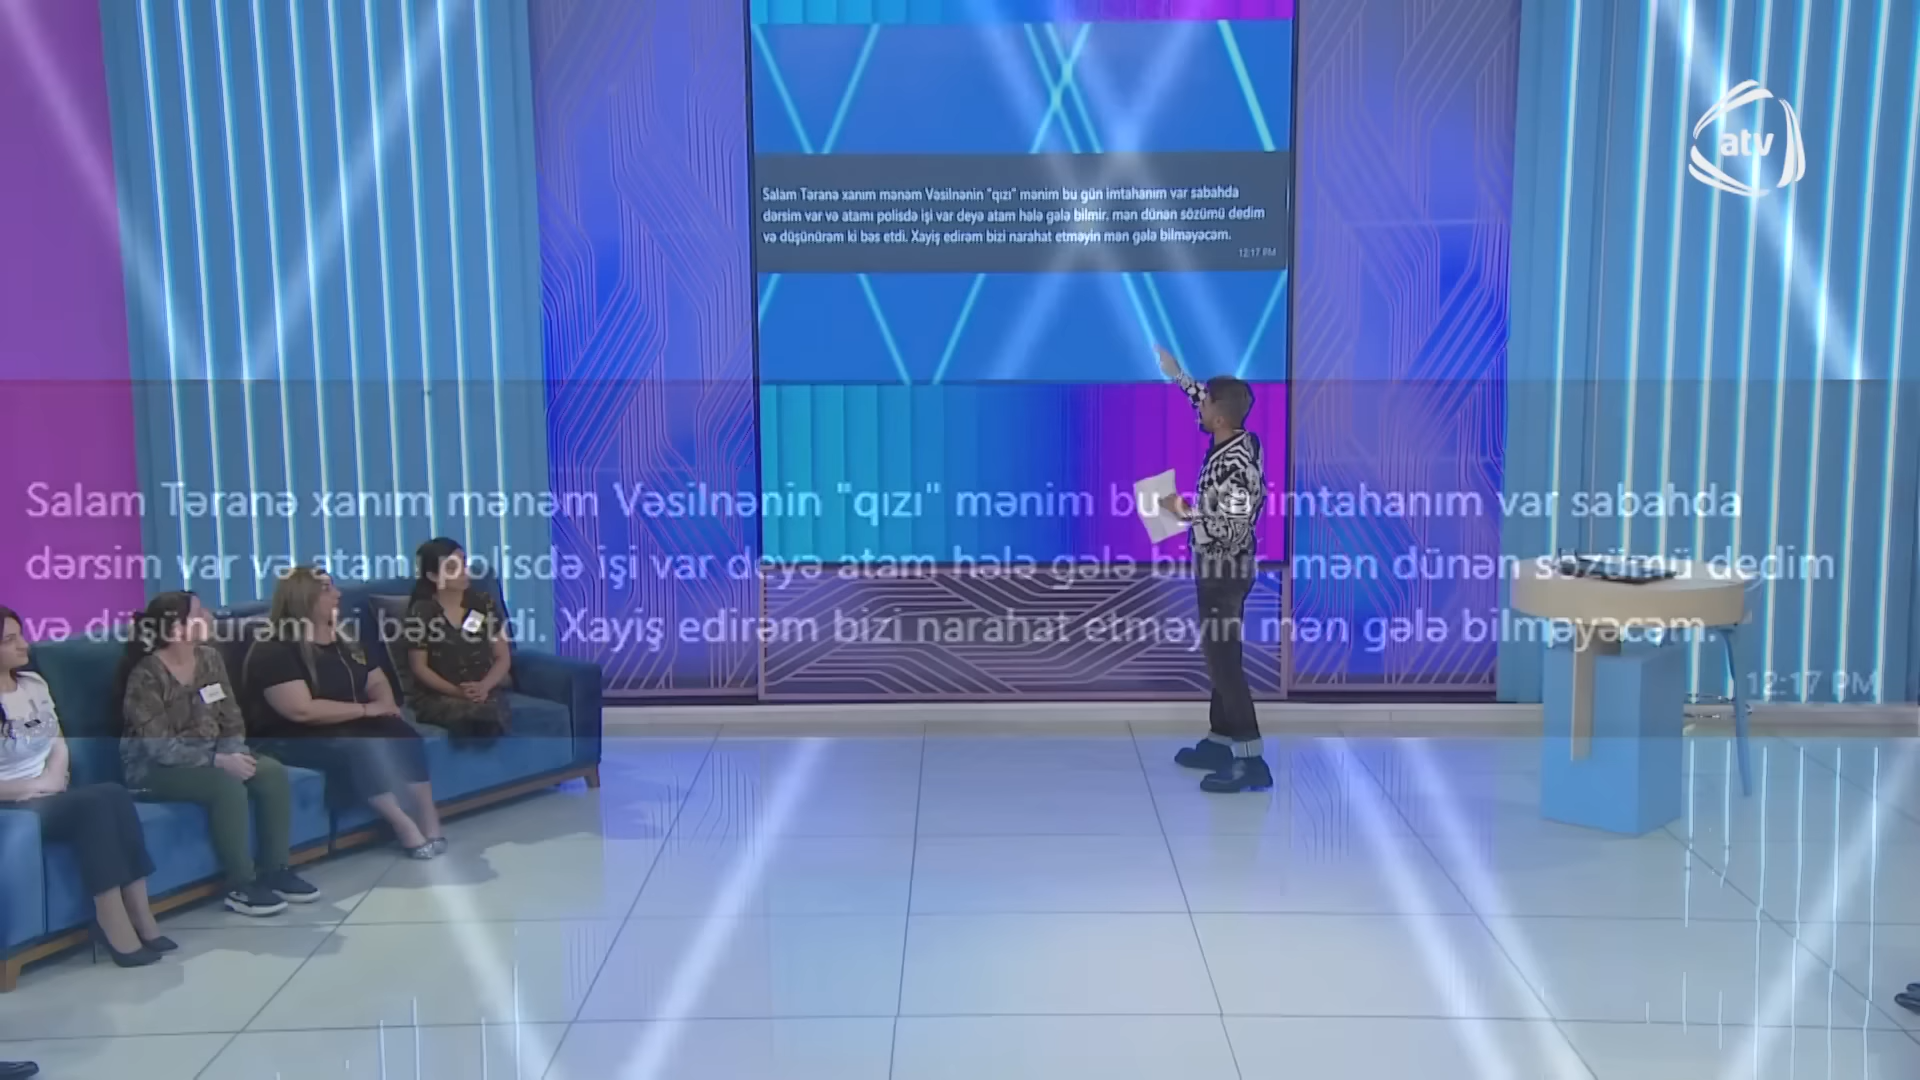 atv
Salam Təranə xanım mənəm Vəsilnənin "qızı" mənim bu gün imtahanım var sabahda
dərsim var və atamı polisdə işi var deyə atam hələ gələ bilmir. mən dünən sözümü dedim
və düşünürəm ki bəs etdi. Xayiş edirəm bizi narahat etməyin mən gələ bilməyəcəm.
12:17 PM
Salam Təranə xanım mənəm Vəsilnənin "qızı" mənim bu gün imtahanım var sabahda
dərsim var və atamı polisdə işi var deyə atam hələ gələ bilmir. mən dünən sözümü dedim
və düşünürəm ki bəs etdi. Xayiş edirəm bizi narahat etməyin mən gələ bilməyəcəm.
12:17 PM